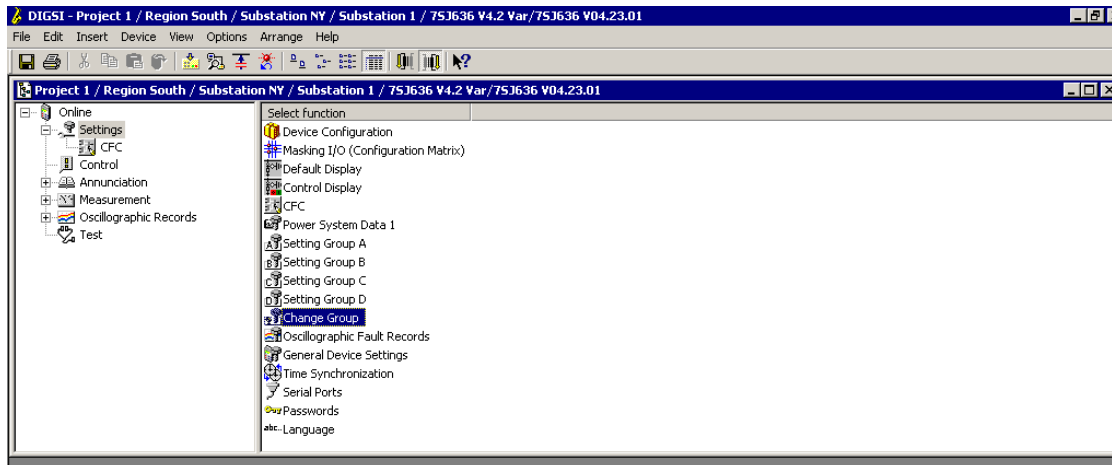 DIGSI - Project 1 / Region South / Substation NY / Substation 1 / 7SJ636 V4.2 Var/7SJ636 V04.23.01
File Edit Insert Device View Options Arrange Help
Project 1 / Region South / Substation NY / Substation 1 / 7SJ636 V4.2 Var/7SJ636 V04.23.01
Online
Settings
CFC
Control
Annunciation
Measurement
Oscillographic Records
Test
Select function
Device Configuration
Masking I/O (Configuration Matrix)
Default Display
Control Display
CFC
Power System Data 1
A Setting Group A
B Setting Group B
C Setting Group C
D Setting Group D
Change Group
Oscillographic Fault Records
General Device Settings
Time Synchronization
Serial Ports
Passwords
abc.. Language